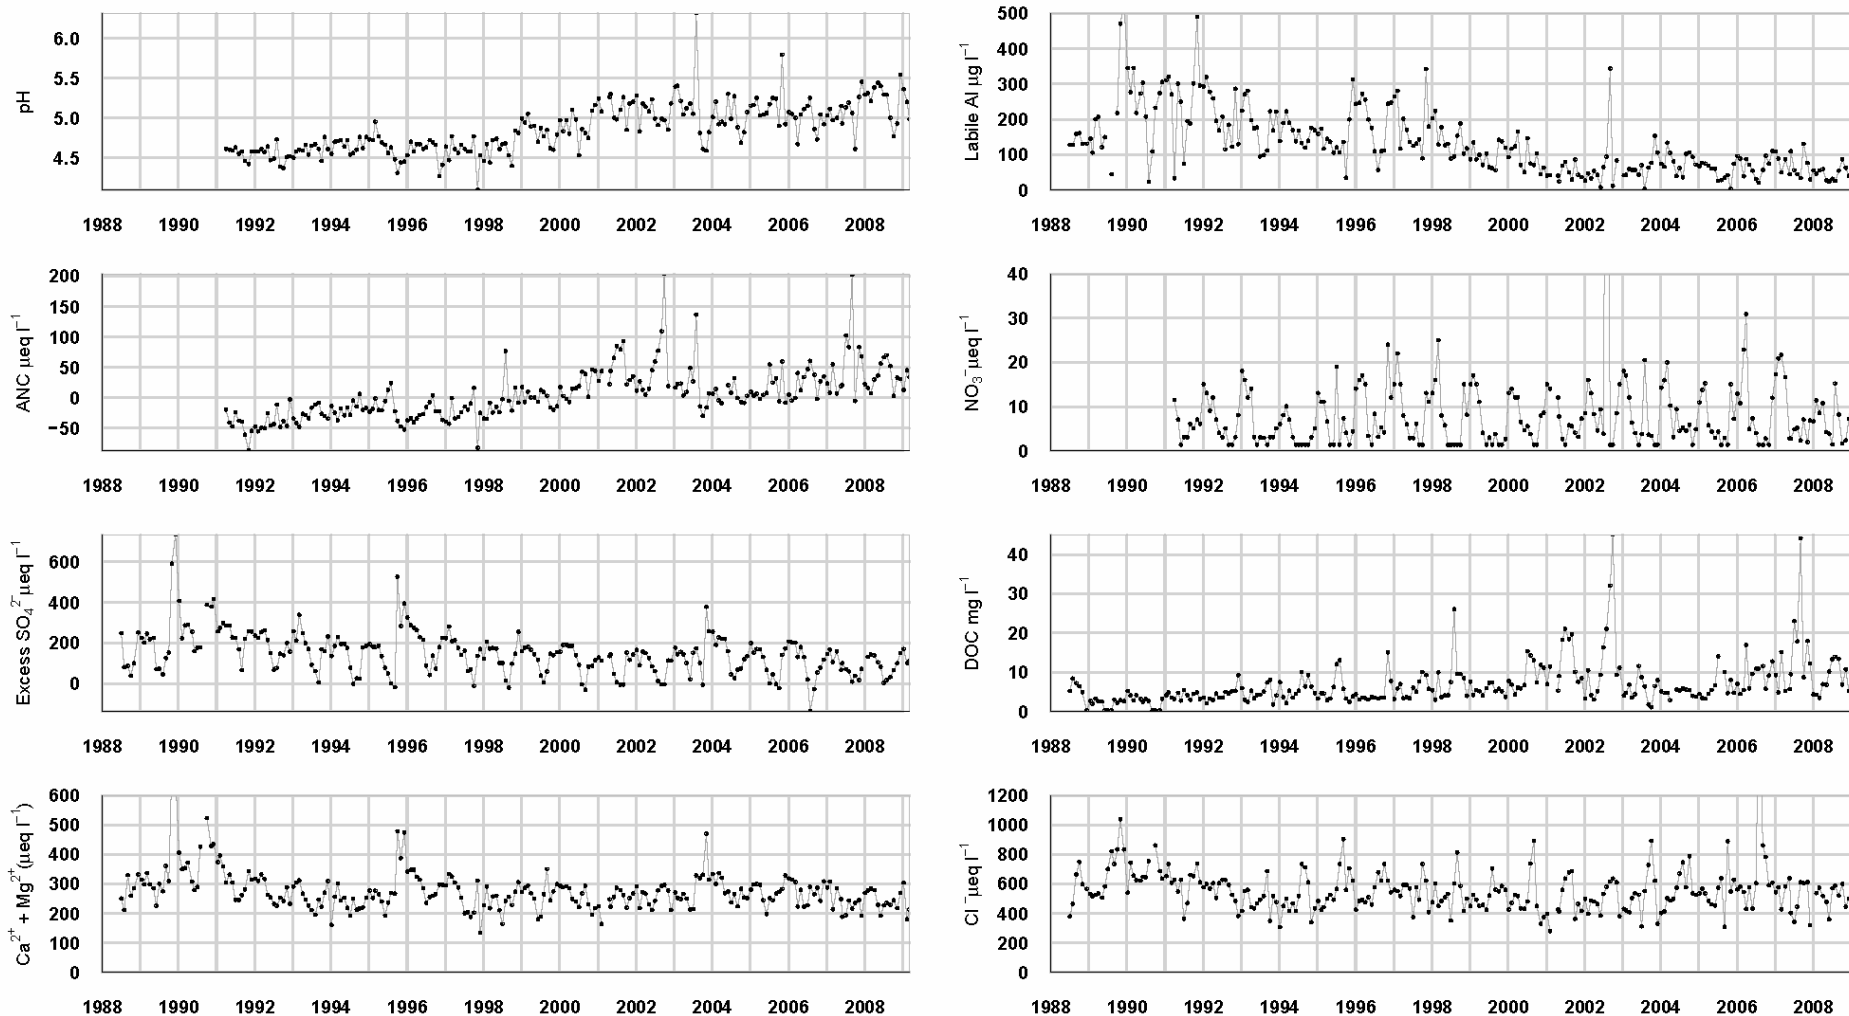 pH
6.0
5.5
5.0
4.5
1988 1990 1992 1994 1996 1998 2000 2002 2004 2006 2008
Labile Al µg l⁻¹
500
400
300
200
100
0
1988 1990 1992 1994 1996 1998 2000 2002 2004 2006 2008
ANC µeq l⁻¹
200
150
100
50
0
−50
1988 1990 1992 1994 1996 1998 2000 2002 2004 2006 2008
NO₃⁻µeq l⁻¹
40
30
20
10
0
1988 1990 1992 1994 1996 1998 2000 2002 2004 2006 2008
Excess SO₄²⁻µeq l⁻¹
600
400
200
0
1988 1990 1992 1994 1996 1998 2000 2002 2004 2006 2008
DOC mg l⁻¹
40
30
20
10
0
1988 1990 1992 1994 1996 1998 2000 2002 2004 2006 2008
Ca²⁺ + Mg²⁺ (µeq l⁻¹)
600
500
400
300
200
100
0
1988 1990 1992 1994 1996 1998 2000 2002 2004 2006 2008
Cl⁻µeq l⁻¹
1200
1000
800
600
400
200
0
1988 1990 1992 1994 1996 1998 2000 2002 2004 2006 2008